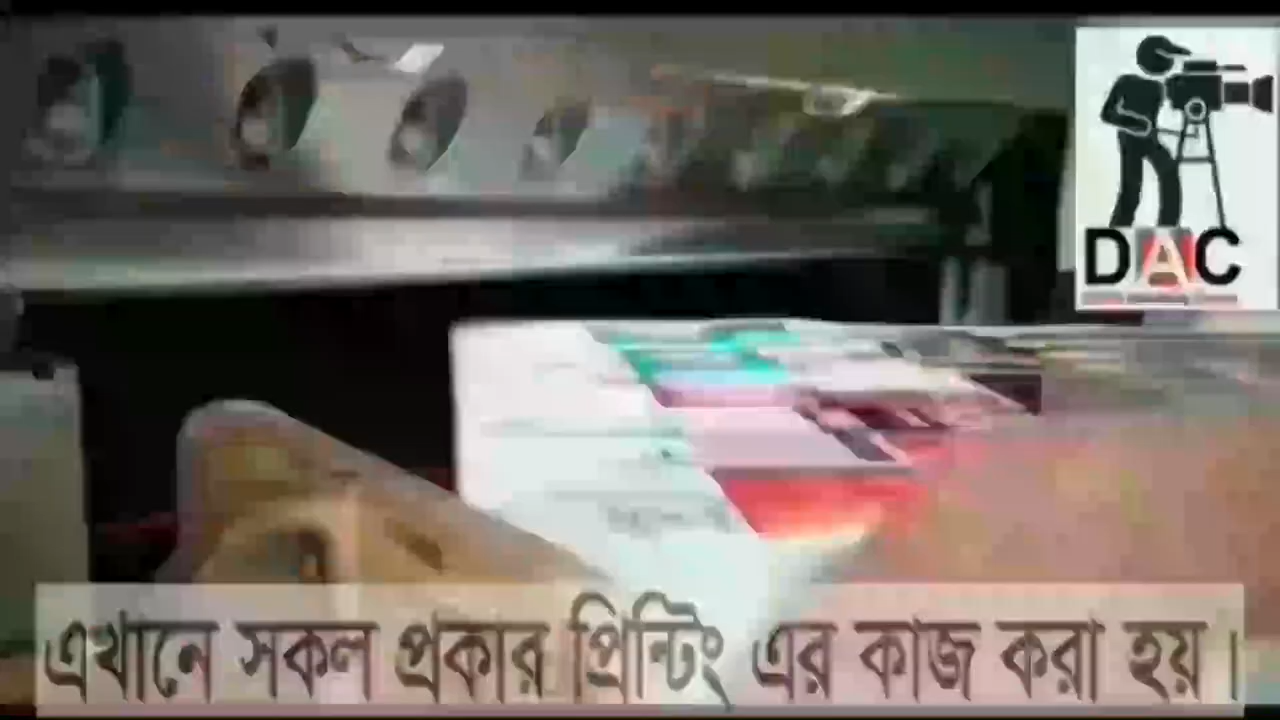 DAC
এখানে সকল প্রকার প্রিন্টিং এর কাজ করা হয়।